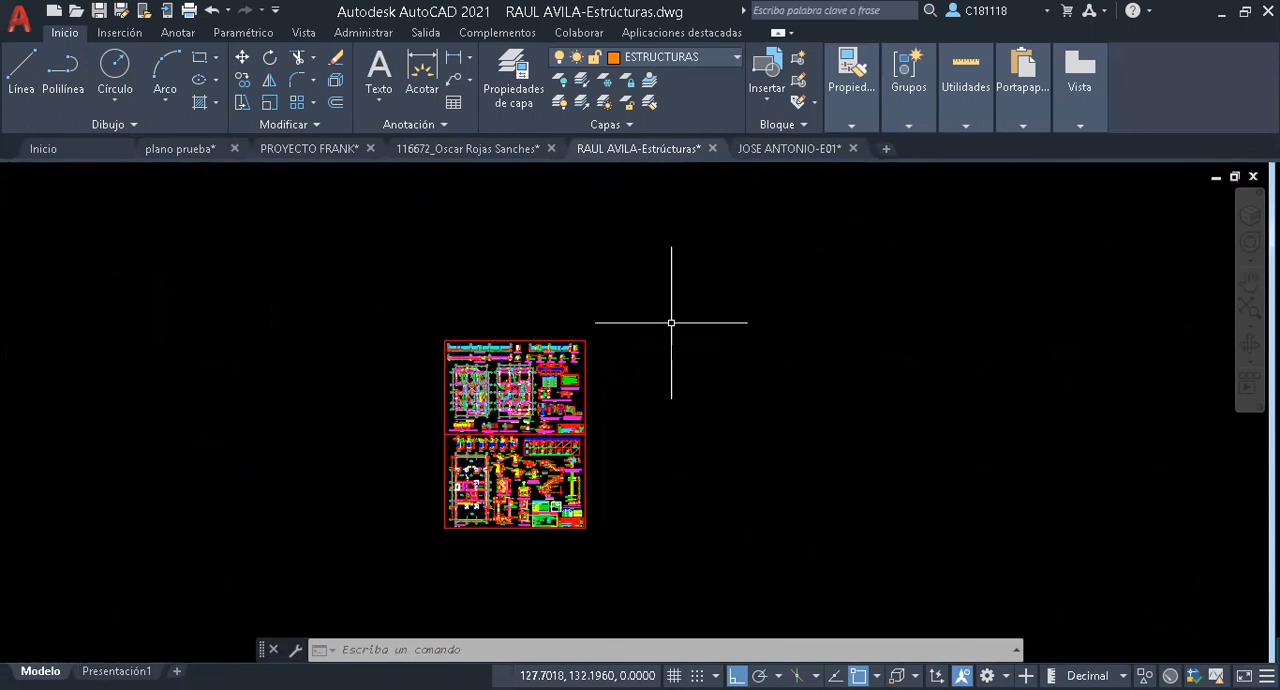 Autodesk AutoCAD 2021 RAUL AVILA-Estrúcturas.dwg
Escriba palabra clave o frase
C181118
Inicio Inserción Anotar Paramétrico Vista Administrar Salida Complementos Colaborar Aplicaciones destacadas
ESTRUCTURAS
Línea Polilínea Círculo Arco
Texto Acotar
Propiedades de capa
Insertar
Propied... Grupos Utilidades Portapap... Vista
Dibujo Modificar Anotación Capas Bloque
Inicio plano prueba* PROYECTO FRANK* 116672_Oscar Rojas Sanches* RAUL AVILA-Estrúcturas* JOSE ANTONIO-E01*
Escriba un comando
Modelo Presentación1 127.7018, 132.1960, 0.0000 Decimal